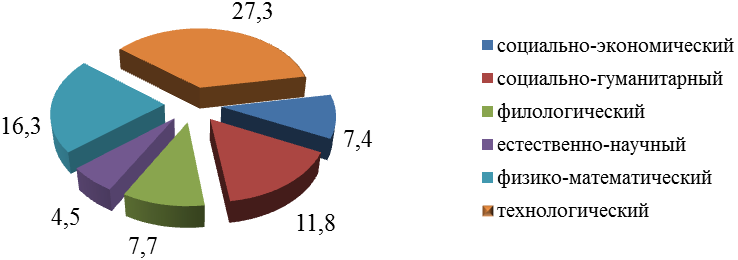 27,3
16,3
7,4
4,5
7,7
11,8
социально-экономический
социально-гуманитарный
филологический
естественно-научный
физико-математический
технологический